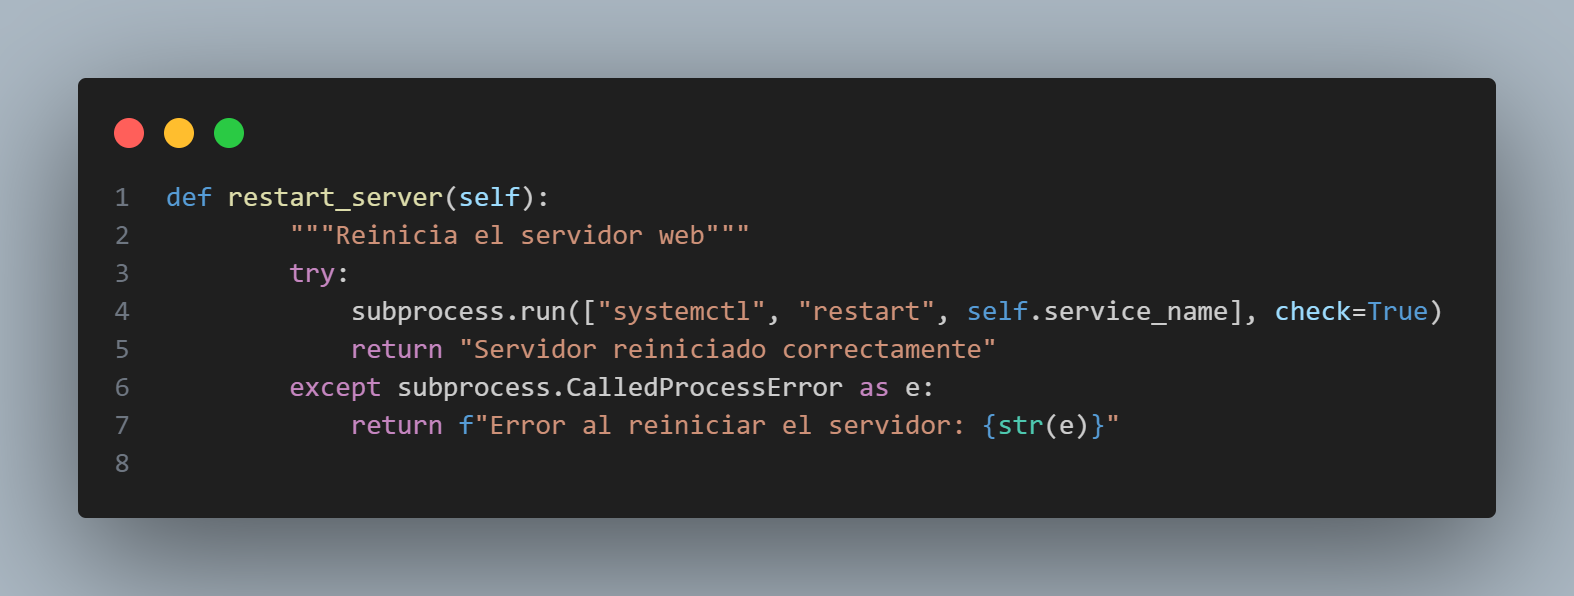 1 def restart_server(self):
2         """Reinicia el servidor web"""
3         try:
4             subprocess.run(["systemctl", "restart", self.service_name], check=True)
5             return "Servidor reiniciado correctamente"
6         except subprocess.CalledProcessError as e:
7             return f"Error al reiniciar el servidor: {str(e)}"
8